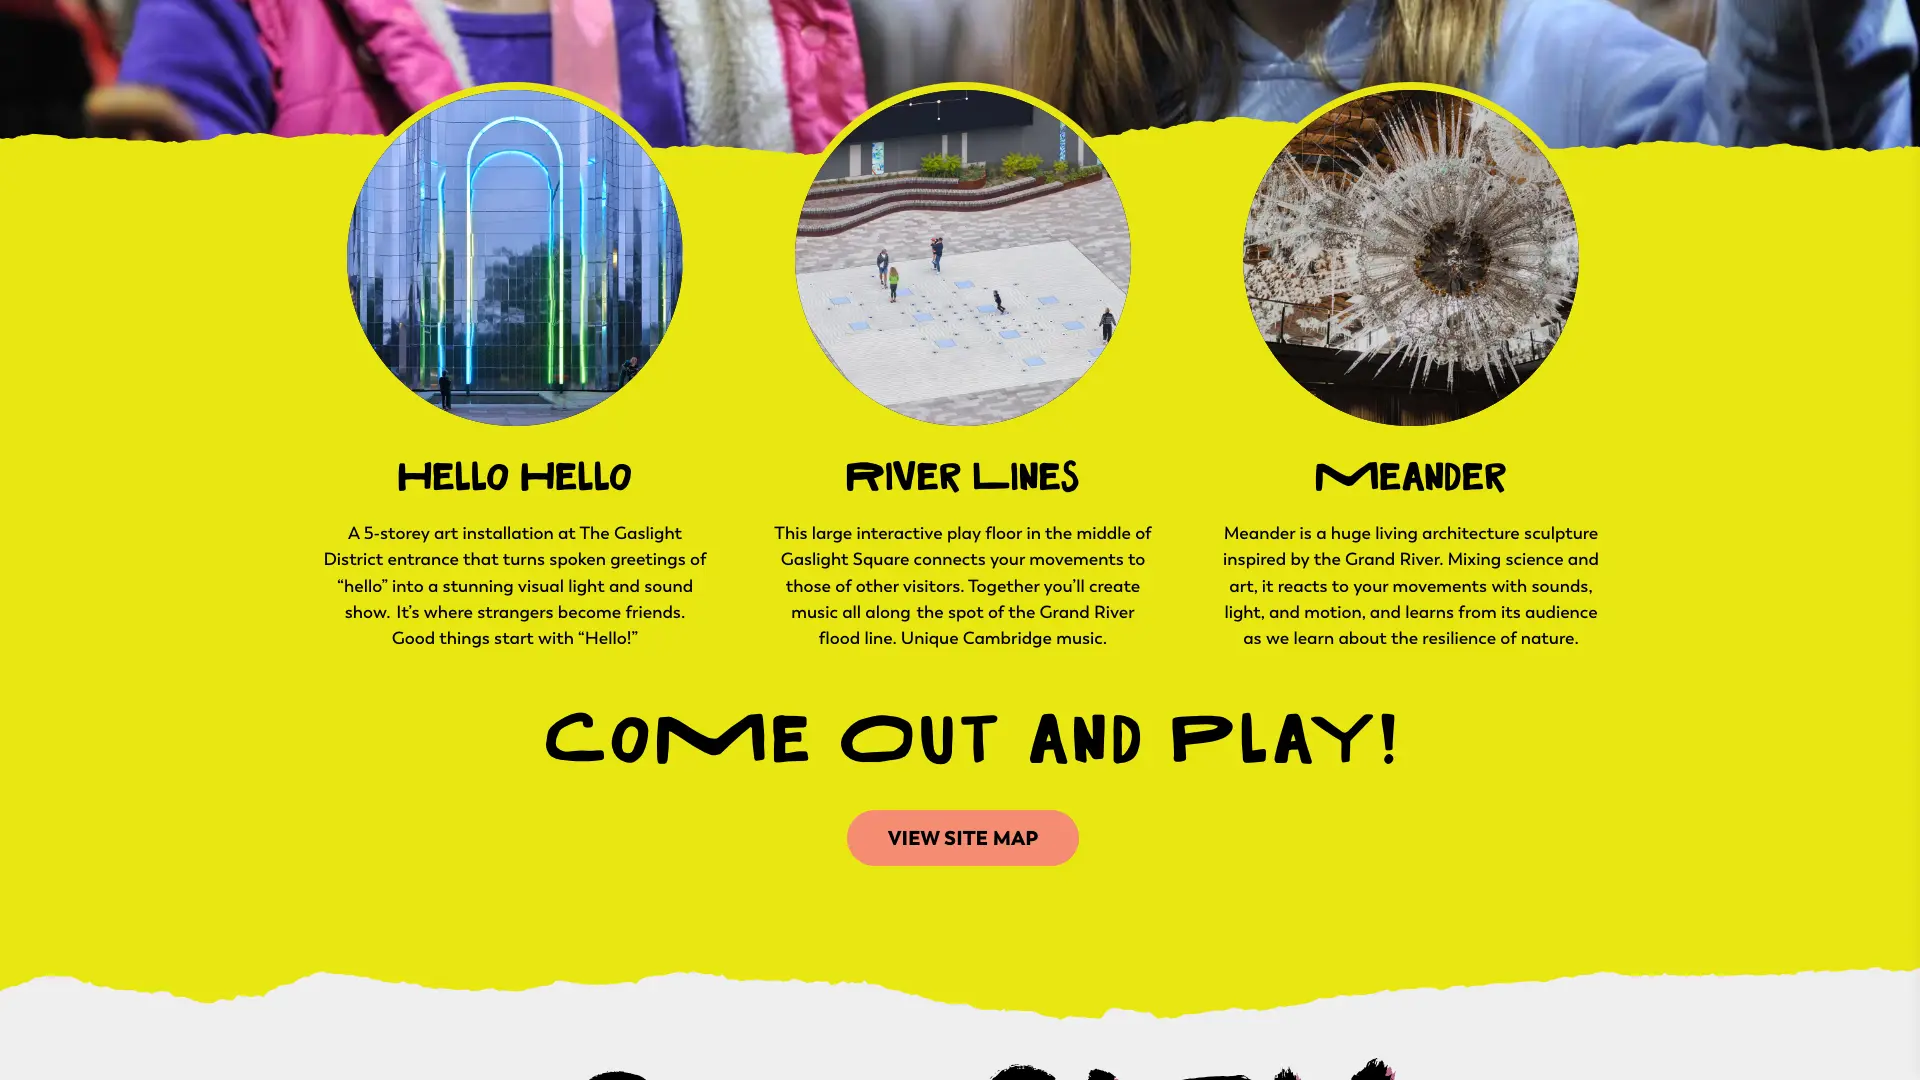 HELLO HELLO
A 5-storey art installation at The Gaslight
District entrance that turns spoken greetings of
“hello” into a stunning visual light and sound
show. It’s where strangers become friends.
Good things start with “Hello!”
RIVER LINES
This large interactive play floor in the middle of
Gaslight Square connects your movements to
those of other visitors. Together you’ll create
music all along the spot of the Grand River
flood line. Unique Cambridge music.
MEANDER
Meander is a huge living architecture sculpture
inspired by the Grand River. Mixing science and
art, it reacts to your movements with sounds,
light, and motion, and learns from its audience
as we learn about the resilience of nature.
COME OUT AND PLAY!
VIEW SITE MAP